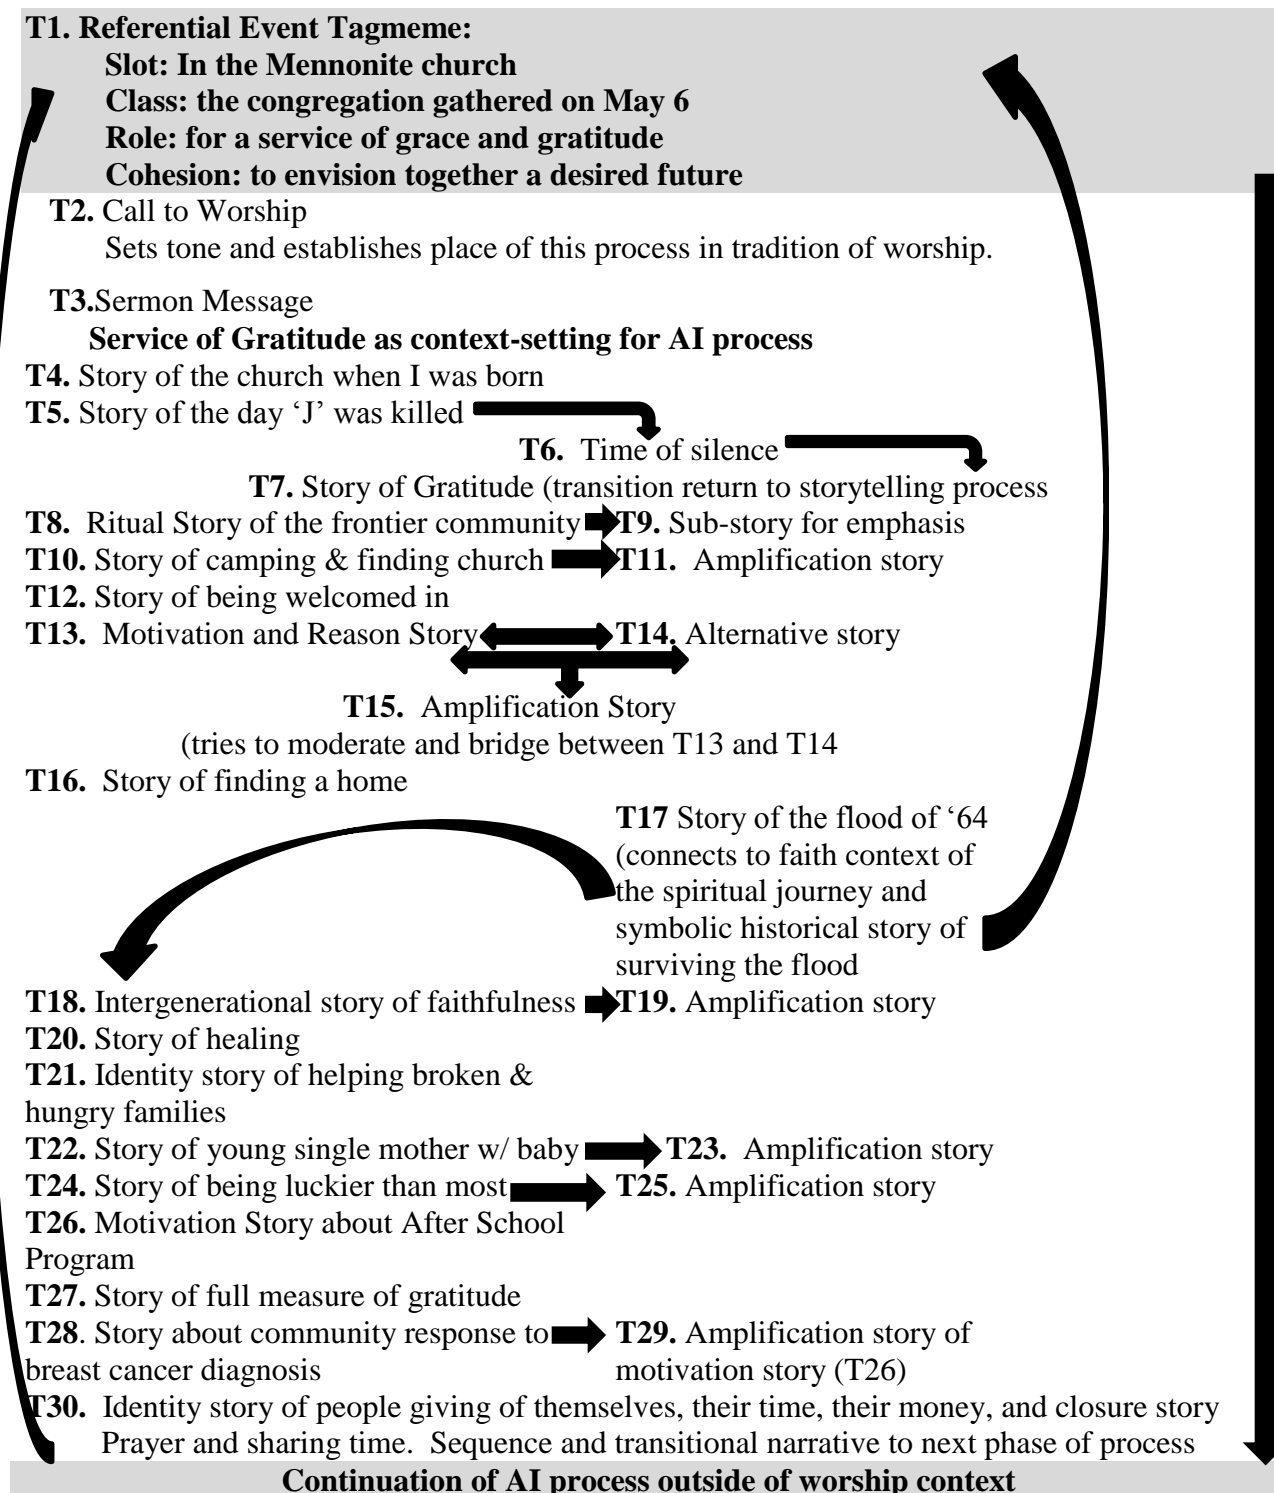 T1. Referential Event Tagmeme:
Slot: In the Mennonite church
Class: the congregation gathered on May 6
Role: for a service of grace and gratitude
Cohesion: to envision together a desired future
T2. Call to Worship
Sets tone and establishes place of this process in tradition of worship.
T3.Sermon Message
Service of Gratitude as context-setting for AI process
T4. Story of the church when I was born
T5. Story of the day ‘J’ was killed
T6. Time of silence
T7. Story of Gratitude (transition return to storytelling process
T8. Ritual Story of the frontier community T9. Sub-story for emphasis
T10. Story of camping & finding church T11. Amplification story
T12. Story of being welcomed in
T13. Motivation and Reason Story T14. Alternative story
T15. Amplification Story
(tries to moderate and bridge between T13 and T14
T16. Story of finding a home
T17 Story of the flood of ‘64
(connects to faith context of
the spiritual journey and
symbolic historical story of
surviving the flood
T18. Intergenerational story of faithfulness T19. Amplification story
T20. Story of healing
T21. Identity story of helping broken &
hungry families
T22. Story of young single mother w/ baby T23. Amplification story
T24. Story of being luckier than most T25. Amplification story
T26. Motivation Story about After School
Program
T27. Story of full measure of gratitude
T28. Story about community response to T29. Amplification story of
breast cancer diagnosis motivation story (T26)
T30. Identity story of people giving of themselves, their time, their money, and closure story
Prayer and sharing time. Sequence and transitional narrative to next phase of process
Continuation of AI process outside of worship context